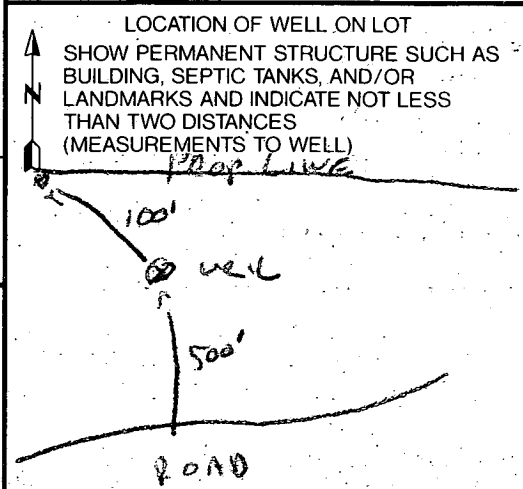 LOCATION OF WELL ON LOT
SHOW PERMANENT STRUCTURE SUCH AS
BUILDING, SEPTIC TANKS, AND/OR
LANDMARKS AND INDICATE NOT LESS
THAN TWO DISTANCES
(MEASUREMENTS TO WELL)
N
PROP LINE
100'
WELL
500'
ROAD